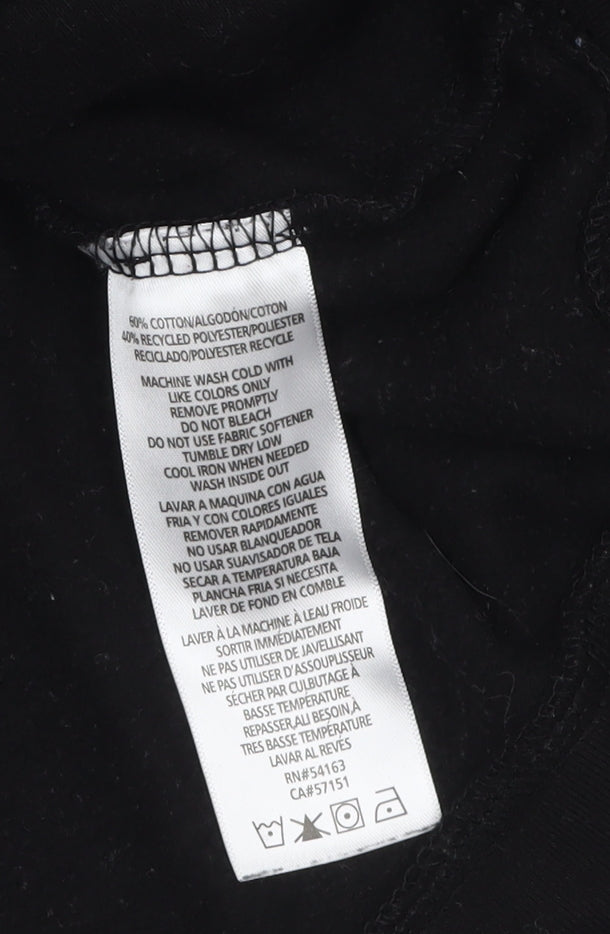 60% COTTON/ALGODÓN/COTON
40% RECYCLED POLYESTER/POLIESTER
RECICLADO/POLYESTER RECYCLE
MACHINE WASH COLD WITH
LIKE COLORS ONLY
REMOVE PROMPTLY
DO NOT BLEACH
DO NOT USE FABRIC SOFTENER
TUMBLE DRY LOW
COOL IRON WHEN NEEDED
WASH INSIDE OUT
LAVAR A MAQUINA CON AGUA
FRIA Y CON COLORES IGUALES
REMOVER RAPIDAMENTE
NO USAR BLANQUEADOR
NO USAR SUAVISADOR DE TELA
SECAR A TEMPERATURA BAJA
PLANCHA FRIA SI NECESITA
LAVER DE FOND EN COMBLE
LAVER À LA MACHINE À LEAU FROIDE
SORTIR IMMÉDIATEMENT
NE PAS UTILISER DE JAVELLISANT
NE PAS UTILISER D'ASSOUPLISSEUR
SÉCHER PAR CULBUTAGE À
BASSE TEMPÉRATURE
REPASSER,AU BESOIN,À
TRES BASSE TEMPÉRATURE
LAVAR AL REVÉS
RN#54163
CA#57151